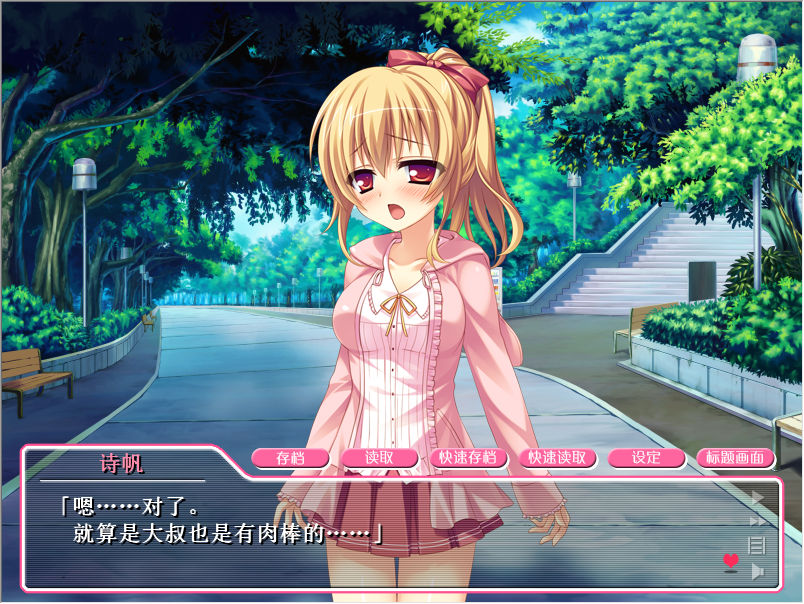 诗帆
存档 读取 快速存档 快速读取 设定 标题画面
「嗯……对了。
就算是大叔也是有肉棒的……」